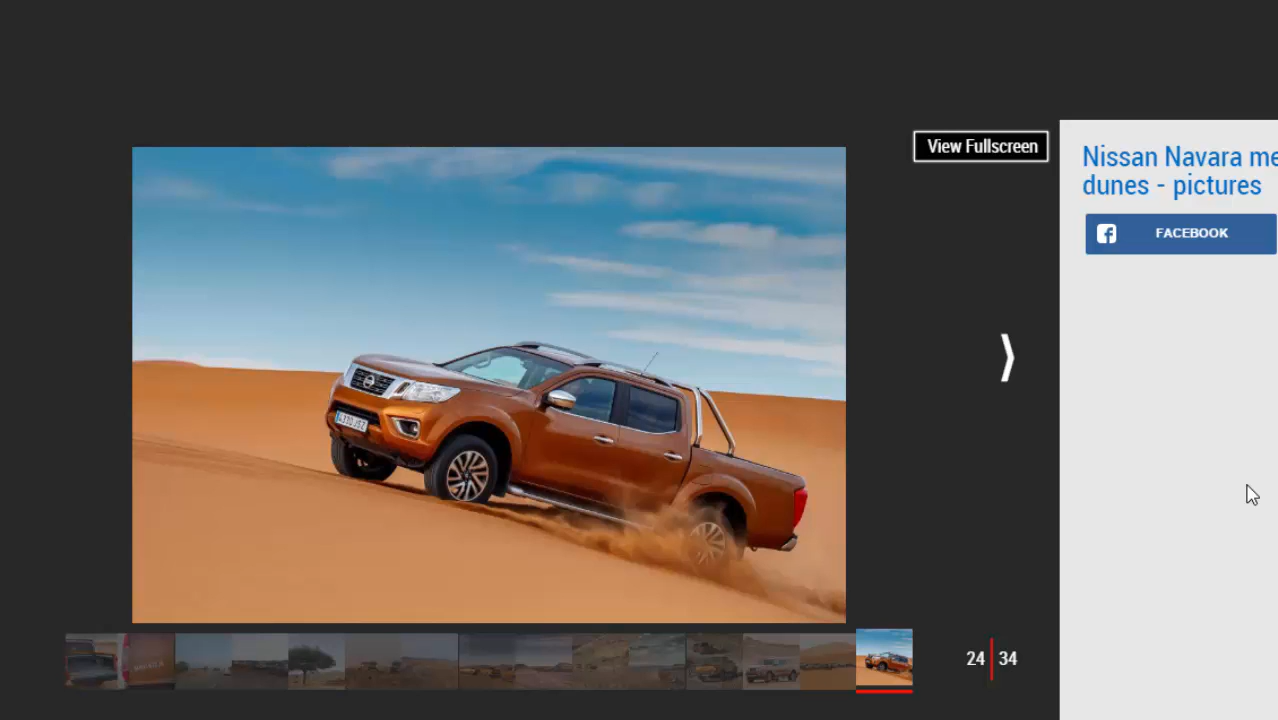 View Fullscreen
Nissan Navara me
dunes - pictures
FACEBOOK
24 34